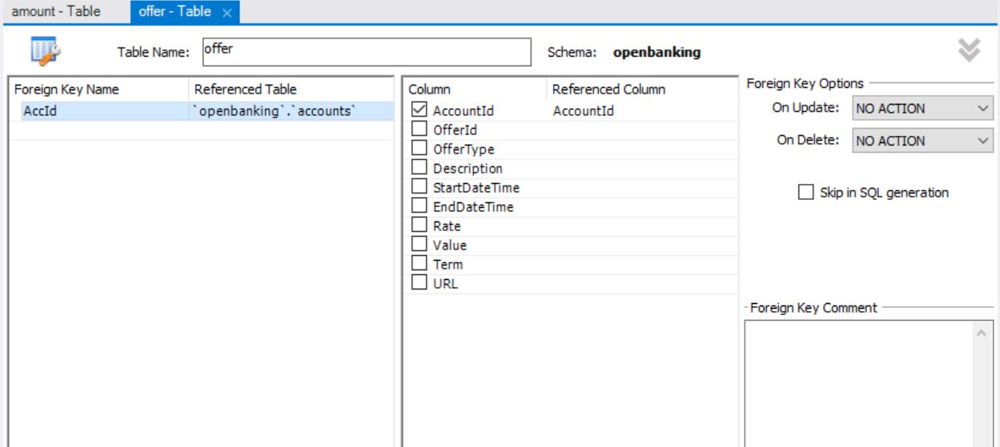 amount - Table offer - Table ×
Table Name: offer Schema: openbanking
Foreign Key Name Referenced Table
AccId `openbanking`.`accounts`
Column Referenced Column
AccountId AccountId
OfferId
OfferType
Description
StartDateTime
EndDateTime
Rate
Value
Term
URL
Foreign Key Options
On Update: NO ACTION
On Delete: NO ACTION
Skip in SQL generation
Foreign Key Comment